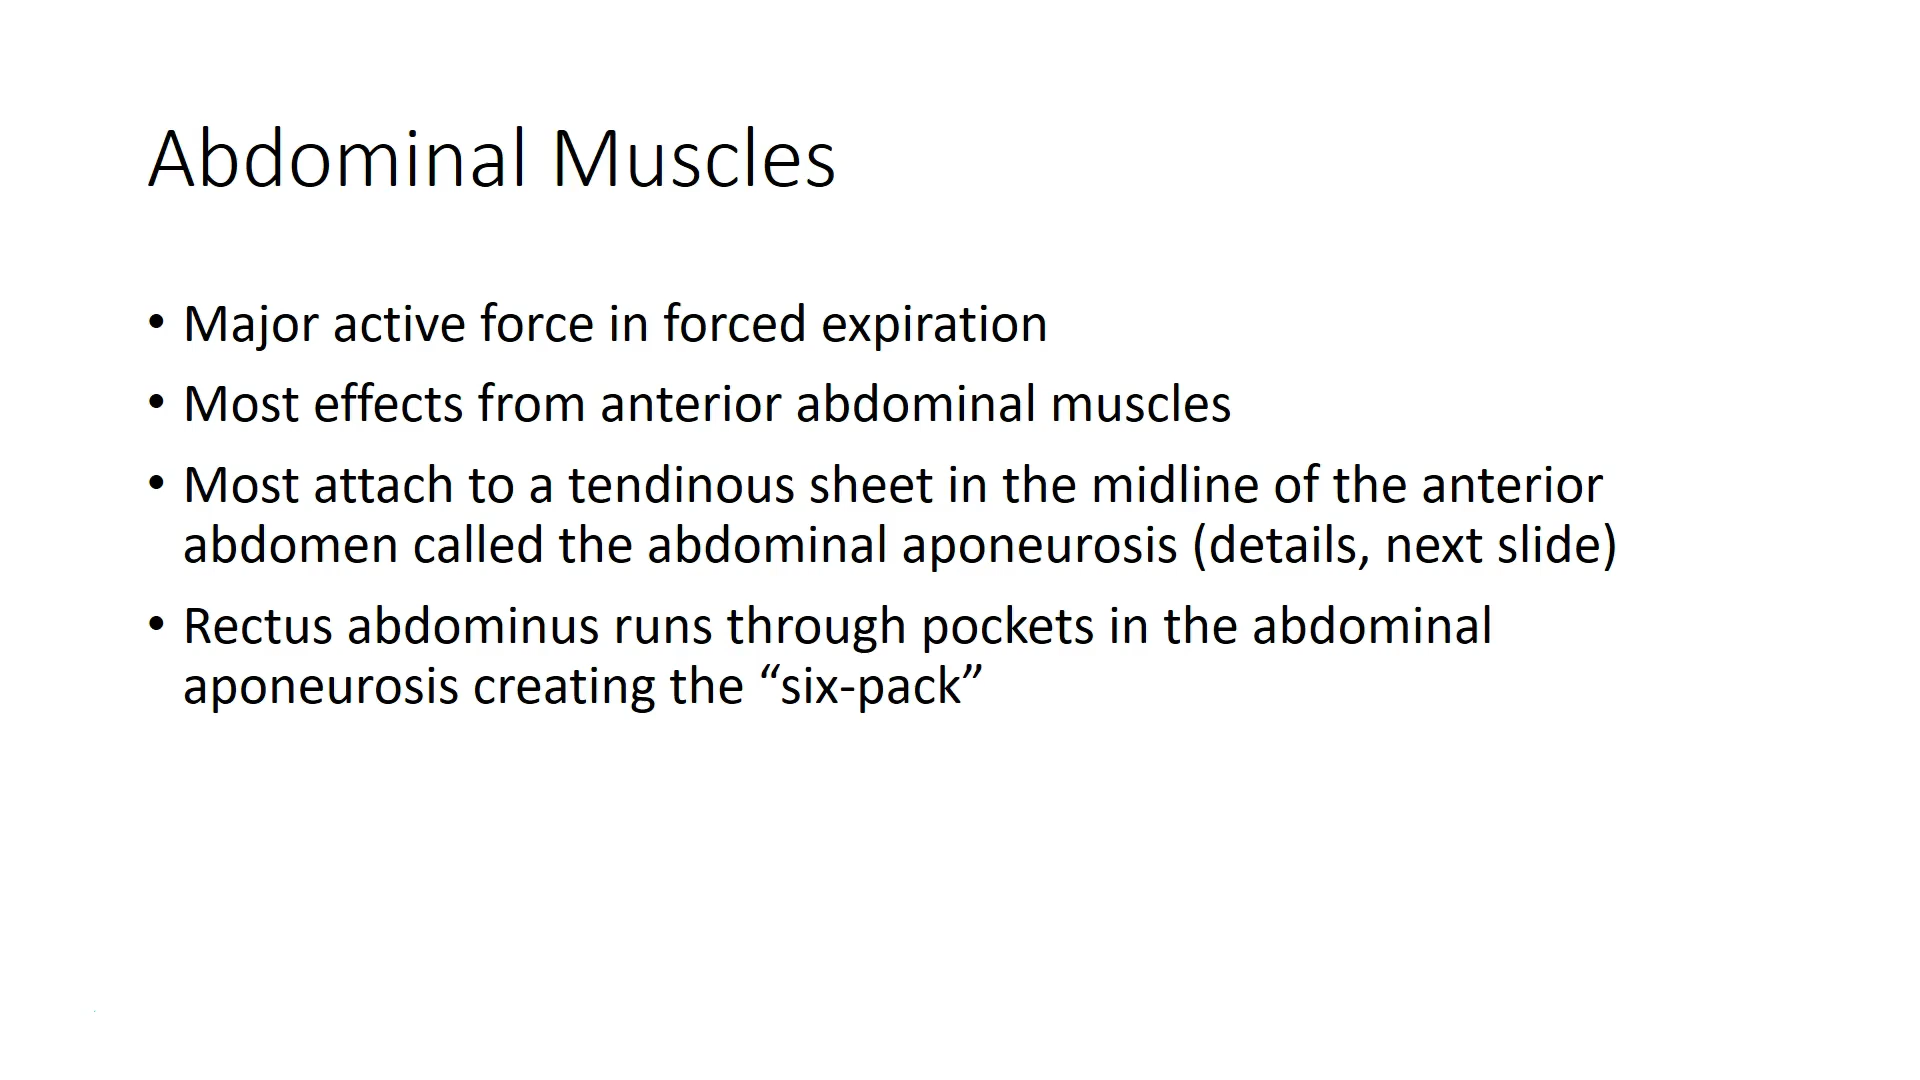 Abdominal Muscles
• Major active force in forced expiration
• Most effects from anterior abdominal muscles
• Most attach to a tendinous sheet in the midline of the anterior
abdomen called the abdominal aponeurosis (details, next slide)
• Rectus abdominus runs through pockets in the abdominal
aponeurosis creating the “six-pack”